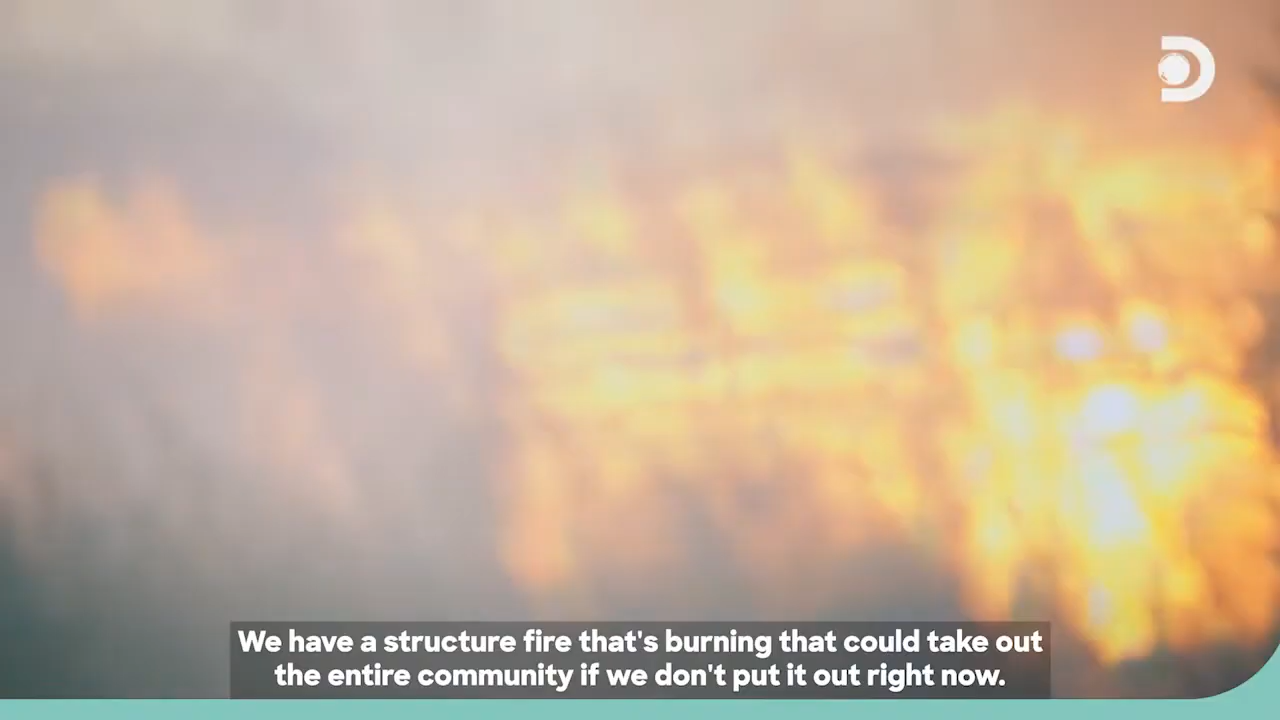 We have a structure fire that's burning that could take out
the entire community if we don't put it out right now.